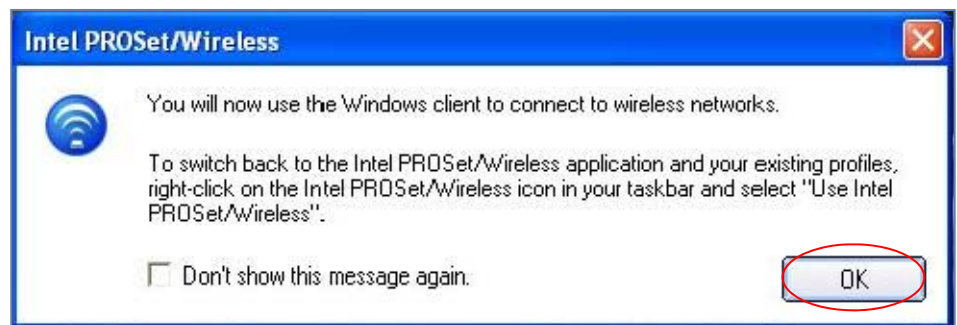 Intel PROSet/Wireless
You will now use the Windows client to connect to wireless networks.
To switch back to the Intel PROSet/Wireless application and your existing profiles,
right-click on the Intel PROSet/Wireless icon in your taskbar and select "Use Intel
PROSet/Wireless".
Don't show this message again.
OK